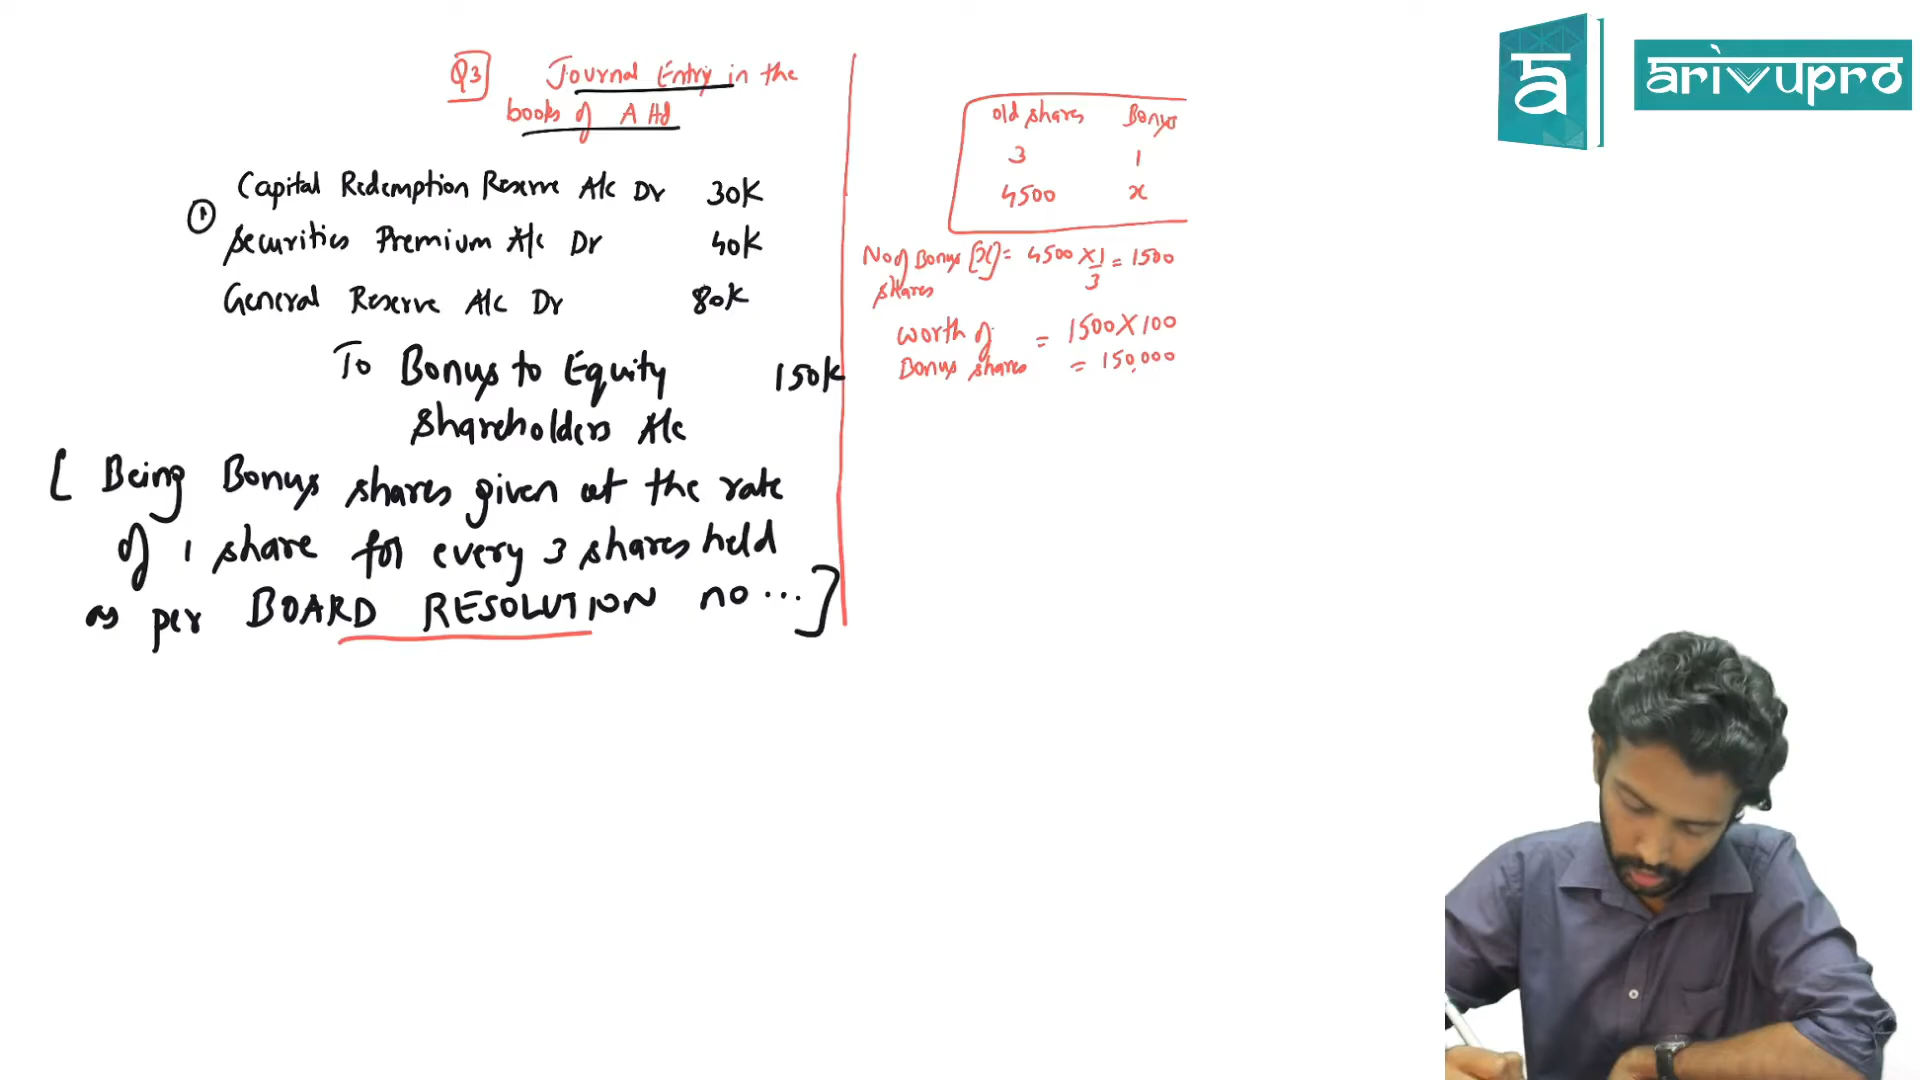 Q3 Journal Entry in the
books of A Ltd
Capital Redemption Reserve A/c Dr 30K
①
Securities Premium A/c Dr 40K
General Reserve A/c Dr 80K
To Bonus to Equity 150K
Shareholders A/c
[ Being Bonus shares given at the rate
of 1 share for every 3 shares held
as per BOARD RESOLUTION no ... ]
old shares Bonus
3 1
4500 x
No of Bonus [x] = 4500 X 1/3 = 1500
shares
worth of = 1500 X 100
Bonus shares = 150,000
arivupro